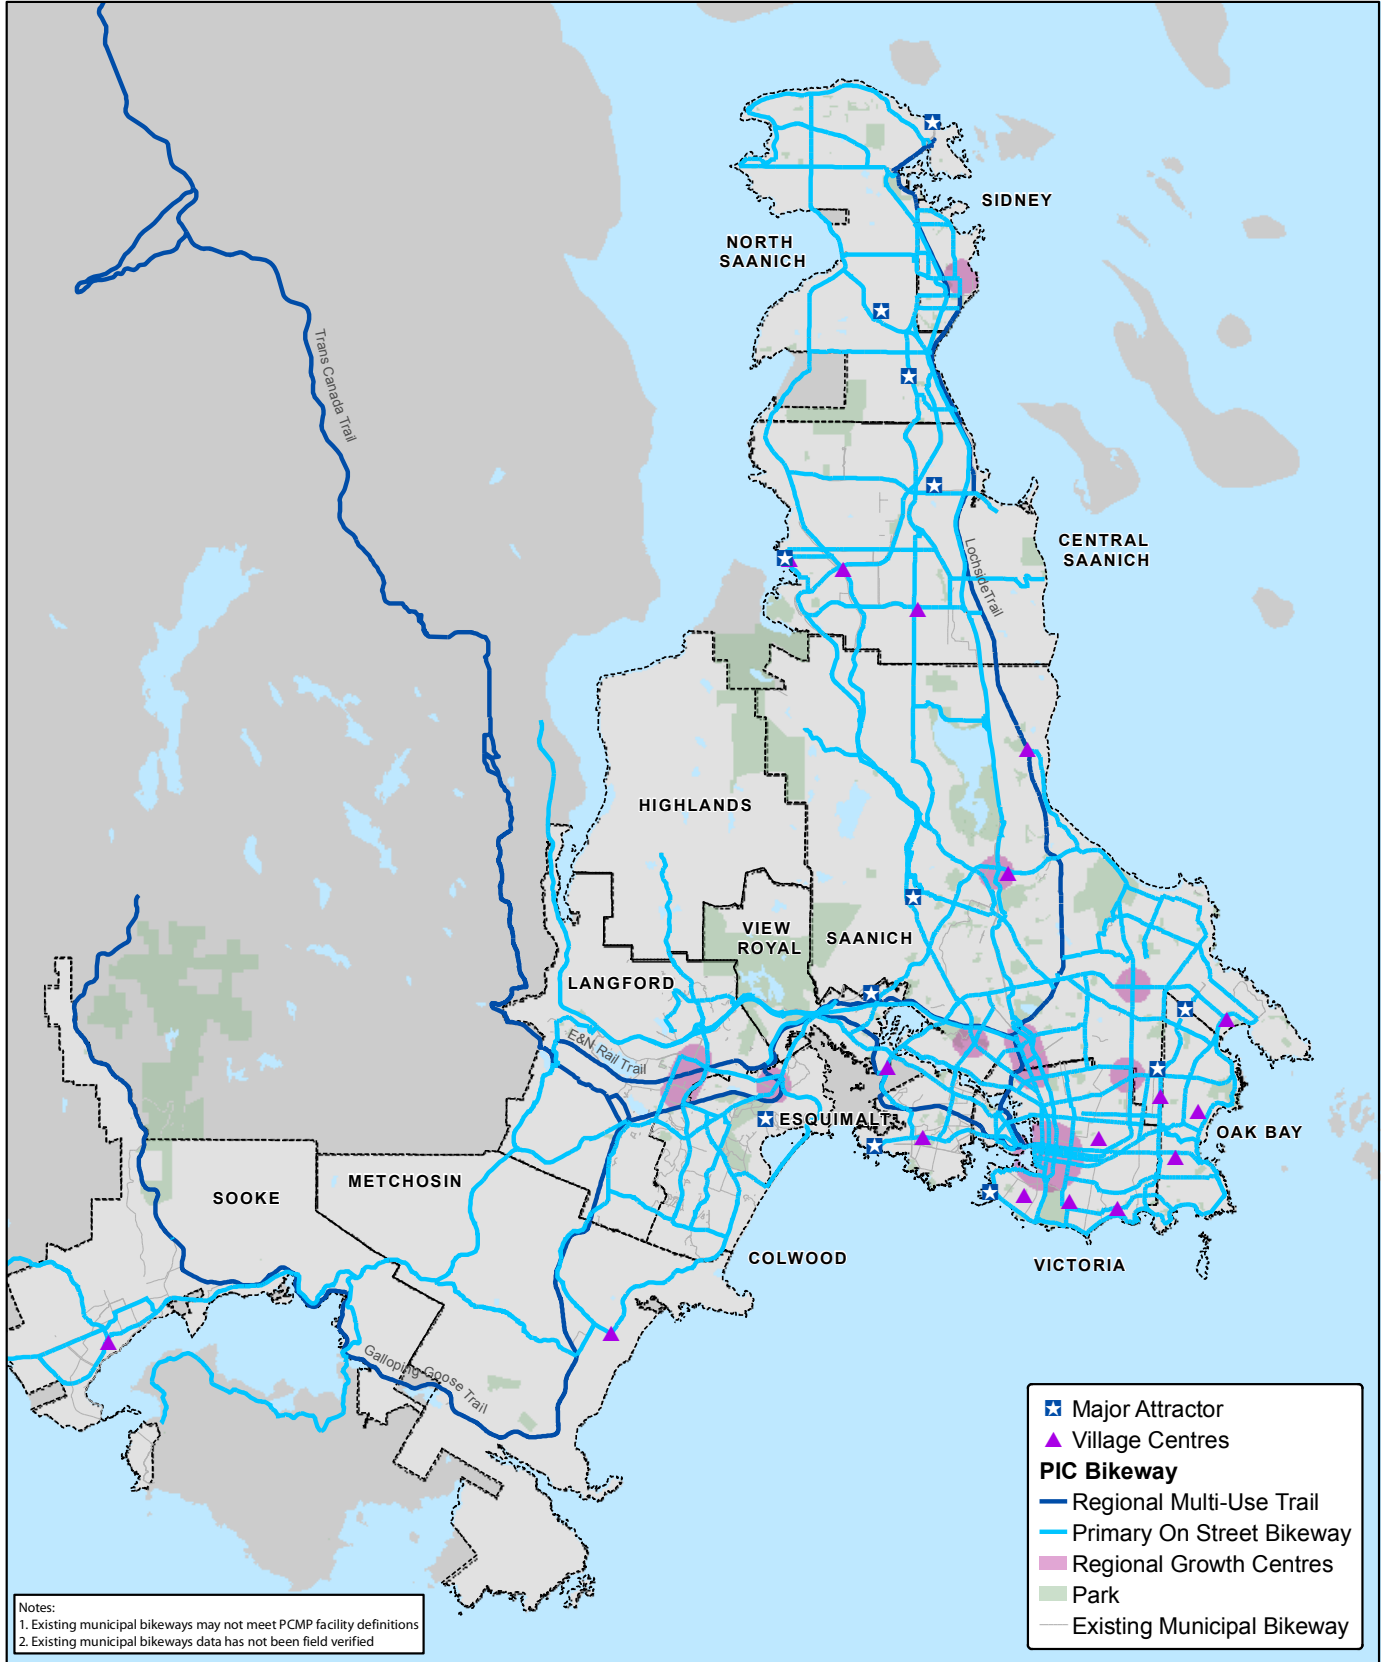 SIDNEY
NORTH
SAANICH
Trans Canada Trail
CENTRAL
SAANICH
LochsideTrail
HIGHLANDS
VIEW
ROYAL
SAANICH
LANGFORD
E&N Rail Trail
ESQUIMALT
OAK BAY
METCHOSIN
SOOKE
COLWOOD
VICTORIA
Galloping Goose Trail
Major Attractor
Village Centres
PIC Bikeway
Regional Multi-Use Trail
Primary On Street Bikeway
Regional Growth Centres
Park
Existing Municipal Bikeway
Notes:
1. Existing municipal bikeways may not meet PCMP facility definitions
2. Existing municipal bikeways data has not been field verified